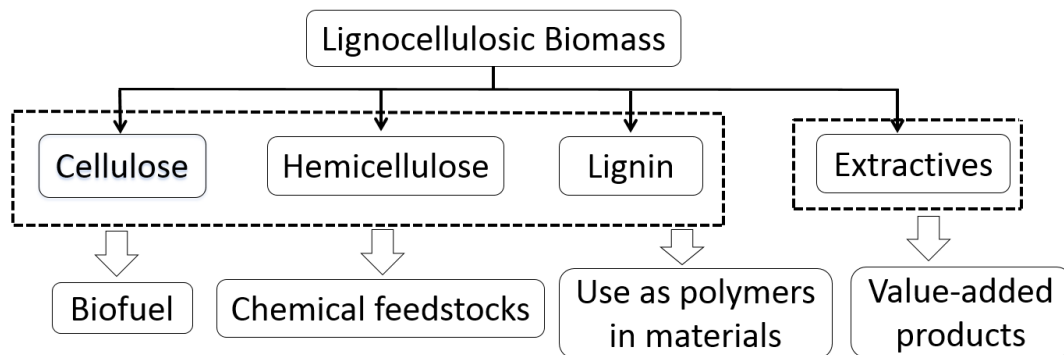 Lignocellulosic Biomass
Cellulose
Hemicellulose
Lignin
Extractives
Biofuel
Chemical feedstocks
Use as polymers
in materials
Value-added
products